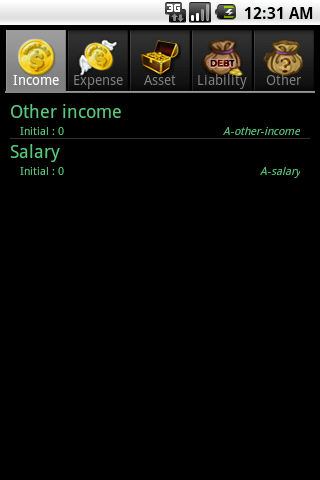 3G 12:31 AM
Income Expense Asset Liability Other
DEBT
Other income
Initial : 0 A-other-income
Salary
Initial : 0 A-salary